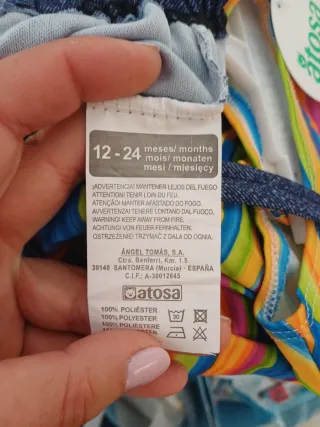 atosa
12 - 24 meses/ months
mois/ monaten
mesi / miesięcy
¡ADVERTENCIA! MANTENER LEJOS DEL FUEGO
ATTENTION! TENIR LOIN DU FEU.
ATENÇÃO! MANTER AFASTADO DO FOGO.
AVVERTENZA! TENERE LONTANO DAL FUOCO.
WARNING! KEEP AWAY FROM FIRE.
ACHTUNG! VON FEUER FERNHALTEN.
OSTRZEŻENIE! TRZYMAĆ Z DALA OD OGNIA.
ÁNGEL TOMÁS, S.A.
Ctra. Benferri, Km. 1.5
30140 SANTOMERA (Murcia) - ESPAÑA
C.I.F.: A-30012645
atosa
100% POLIÉSTER
100% POLYESTER
100% POLIESTERE
100% POLIÉSTER
30